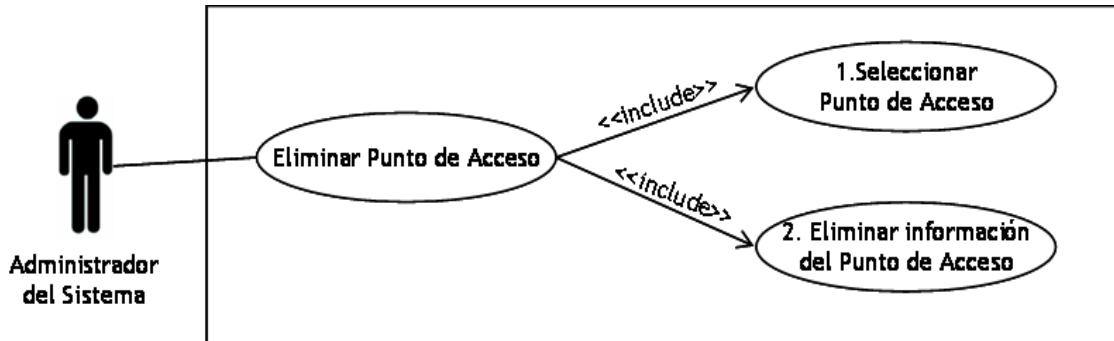 1.Seleccionar
Punto de Acceso
<<include>>
Eliminar Punto de Acceso
<<include>>
2. Eliminar información
del Punto de Acceso
Administrador
del Sistema